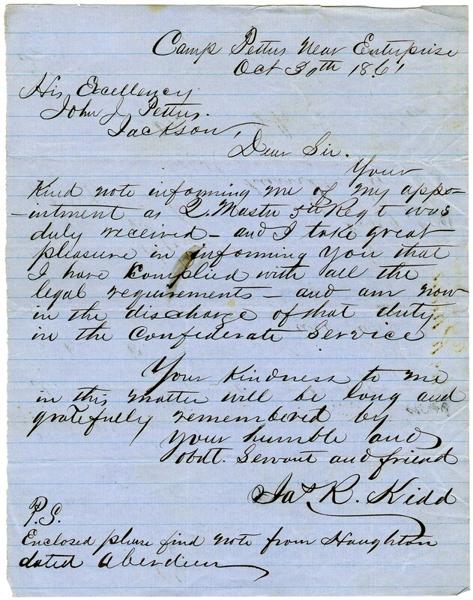 Camp Pettus Near Enterprise
Oct 30th 1861
His Excellency
John J. Pettus.
Jackson,
Dear Sir.
Your
Kind note informing me of my appo-
-intment as Q. Master 5th Regt was
duly received - and I take great
pleasure in informing You that
I have complied with all the
legal requirements - and am now
in the discharge of that duty
in the Confederate Service
Your Kindness to me
in this matter will be long and
gratefully remembered by
Your humble and
obdt. Servant and friend
Jas R. Kidd
P.S.
Enclosed please find note from Haughton
dated Aberdeen